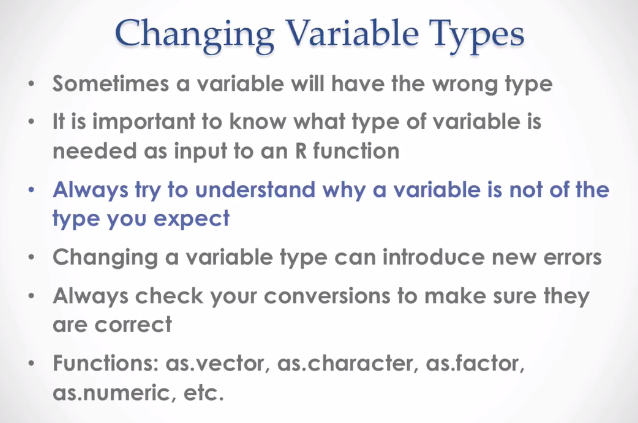 Changing Variable Types
• Sometimes a variable will have the wrong type
• It is important to know what type of variable is
needed as input to an R function
• Always try to understand why a variable is not of the
type you expect
• Changing a variable type can introduce new errors
• Always check your conversions to make sure they
are correct
• Functions: as.vector, as.character, as.factor,
as.numeric, etc.